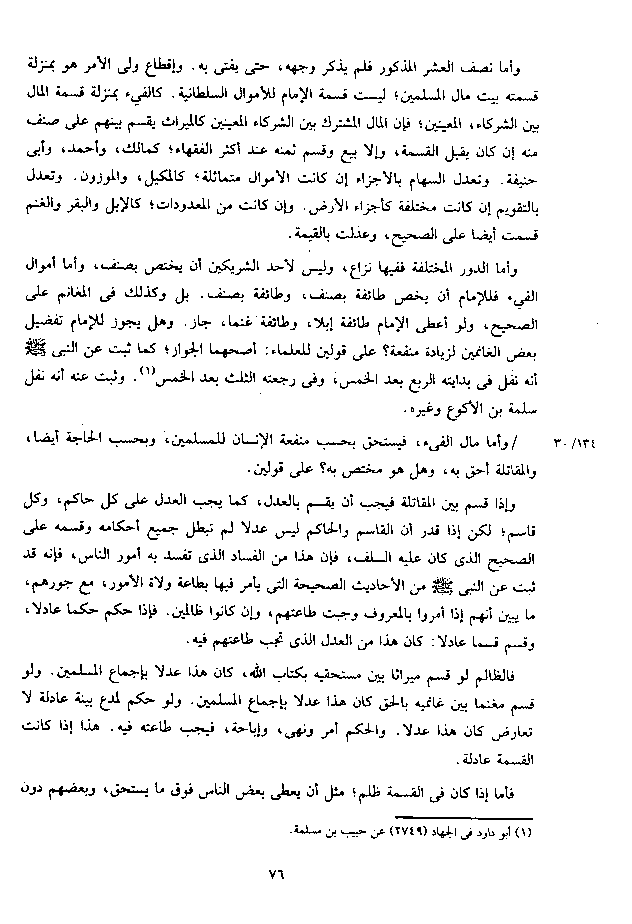 وأما نصف العشر المذكور فلم يذكر وجهه، حتى يفتى به. وإقطاع ولى الأمر هو بمنزلة
قسمته بيت مال المسلمين؛ ليست قسمة الإمام للأموال السلطانية. كالفيء بمنزلة قسمة المال
بين الشركاء، المعينين؛ فإن المال المشترك بين الشركاء المعينين كالميراث يقسم بينهم على صنف
منه إن كان يقبل القسمة، وإلا بيع وقسم ثمنه عند أكثر الفقهاء؛ كمالك، وأحمد، وأبى
حنيفة. وتعدل السهام بالأجزاء إن كانت الأموال متماثلة؛ كالمكيل، والموزون. وتعدل
بالتقويم إن كانت مختلفة كأجزاء الأرض. وإن كانت من المعدودات؛ كالإبل والبقر والغنم
قسمت أيضا على الصحيح، وعدلت بالقيمة.
وأما الدور المختلفة ففيها نزاع، وليس لأحد الشريكين أن يختص بصنف، وأما أموال
الفيء فللإمام أن يخص طائفة بصنف، وطائفة بصنف. بل وكذلك فى المغانم على
الصحيح، ولو أعطى الإمام طائفة إبلا، وطائفة غنما، جاز. وهل يجوز للإمام تفضيل
بعض الغانمين لزيادة منفعة؟ على قولين للعلماء: أصحهما الجواز؛ كما ثبت عن النبى ﷺ
أنه نفل فى بدايته الربع بعد الخمس، وفى رجعته الثلث بعد الخمس(١). وثبت عنه أنه نفل
سلمة بن الأكوع وغيره.
٣٠/١٣٤ / وأما مال الفيء، فيستحق بحسب منفعة الإنسان للمسلمين، وبحسب الحاجة أيضا،
والمقاتلة أحق به، وهل هو مختص به؟ على قولين.
وإذا قسم بين المقاتلة فيجب أن يقسم بالعدل، كما يجب العدل على كل حاكم، وكل
قاسم؛ لكن إذا قدر أن القاسم والحاكم ليس عدلا لم تبطل جميع أحكامه وقسمه على
الصحيح الذى كان عليه السلف، فإن هذا من الفساد الذى تفسد به أمور الناس، فإنه قد
ثبت عن النبى ﷺ من الأحاديث الصحيحة التى يأمر فيها بطاعة ولاة الأمور، مع جورهم،
ما يبين أنهم إذا أمروا بالمعروف وجبت طاعتهم، وإن كانوا ظالمين. فإذا حكم حكما عادلا،
وقسم قسما عادلا: كان هذا من العدل الذى تجب طاعتهم فيه.
فالظالم لو قسم ميراثا بين مستحقيه بكتاب الله، كان هذا عدلا بإجماع المسلمين. ولو
قسم مغنما بين غانميه بالحق كان هذا عدلا بإجماع المسلمين. ولو حكم لمدع بينة عادلة لا
تعارض كان هذا عدلا. والحكم أمر ونهى، وإباحة، فيجب طاعته فيه. هذا إذا كانت
القسمة عادلة.
فأما إذا كان فى القسمة ظلم؛ مثل أن يعطى بعض الناس فوق ما يستحق، وبعضهم دون
(١) أبو داود فى الجهاد (٢٧٤٩) عن حبيب بن مسلمة.
٧٦